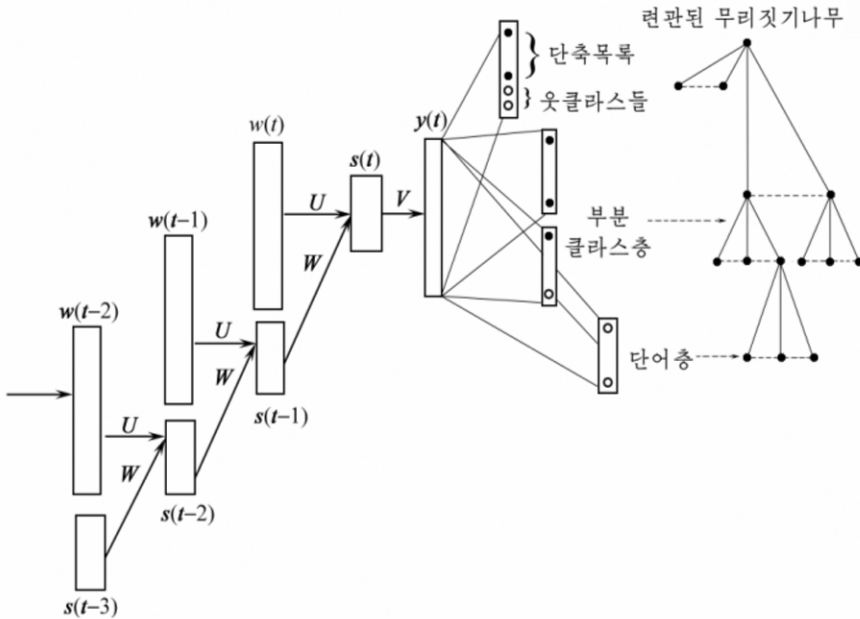 련관된 무리짓기나무
단축목록
웃클라스들
y(t)
w(t)
s(t)
V
U
부분
클라스층
w(t−1)
W
w(t−2)
U
W
단어층
s(t−1)
U
W
s(t−2)
s(t−3)